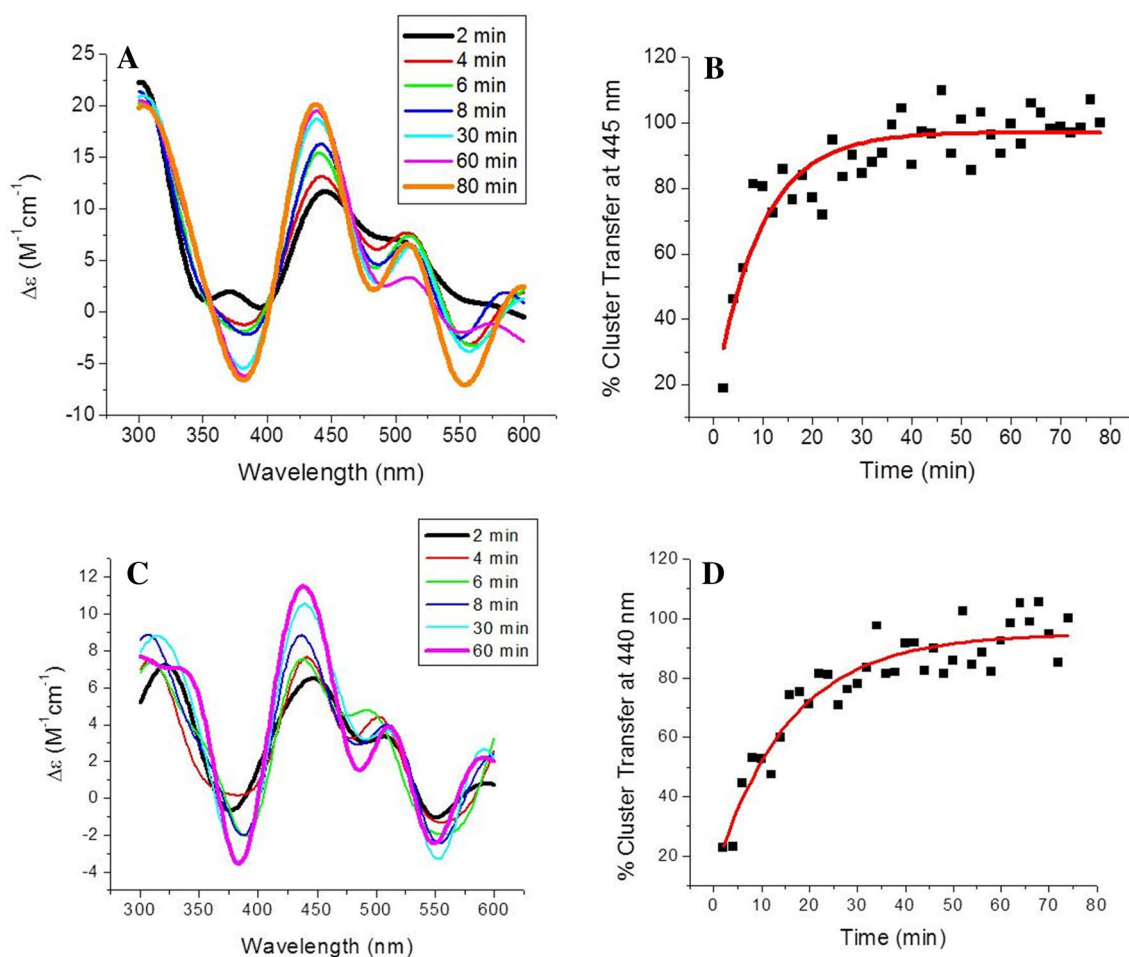 A
2 min
4 min
6 min
8 min
30 min
60 min
80 min
25
20
15
10
5
0
-5
-10
300 350 400 450 500 550 600
Δε (M⁻¹cm⁻¹)
Wavelength (nm)
B
120
100
80
60
40
20
0 10 20 30 40 50 60 70 80
% Cluster Transfer at 445 nm
Time (min)
C
2 min
4 min
6 min
8 min
30 min
60 min
12
10
8
6
4
2
0
-2
-4
300 350 400 450 500 550 600
Δε (M⁻¹cm⁻¹)
Wavelength (nm)
D
120
100
80
60
40
20
0 10 20 30 40 50 60 70 80
% Cluster Transfer at 440 nm
Time (min)